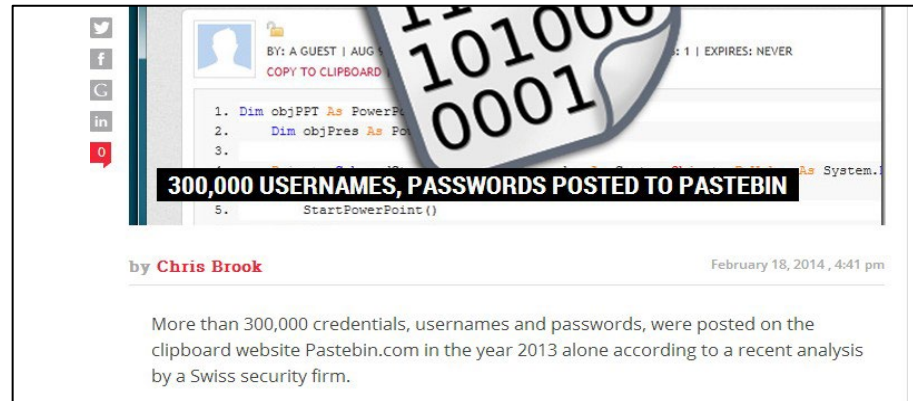 f
G
in
0
BY: A GUEST | AUG
1 | EXPIRES: NEVER
COPY TO CLIPBOARD
101000
0001
1. Dim objPPT As
2. Dim objPres As
3.
As System.
300,000 USERNAMES, PASSWORDS POSTED TO PASTEBIN
5. StartPowerPoint()
by Chris Brook
February 18, 2014 , 4:41 pm
More than 300,000 credentials, usernames and passwords, were posted on the
clipboard website Pastebin.com in the year 2013 alone according to a recent analysis
by a Swiss security firm.